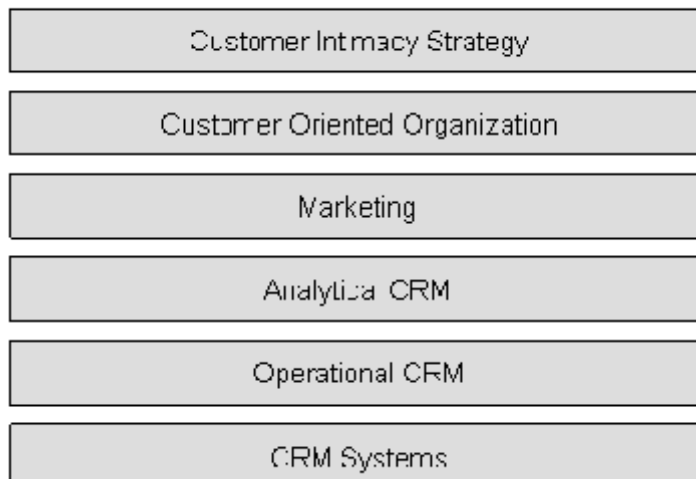 Customer Intimacy Strategy
Customer Oriented Organization
Marketing
Analytical CRM
Operational CRM
CRM Systems